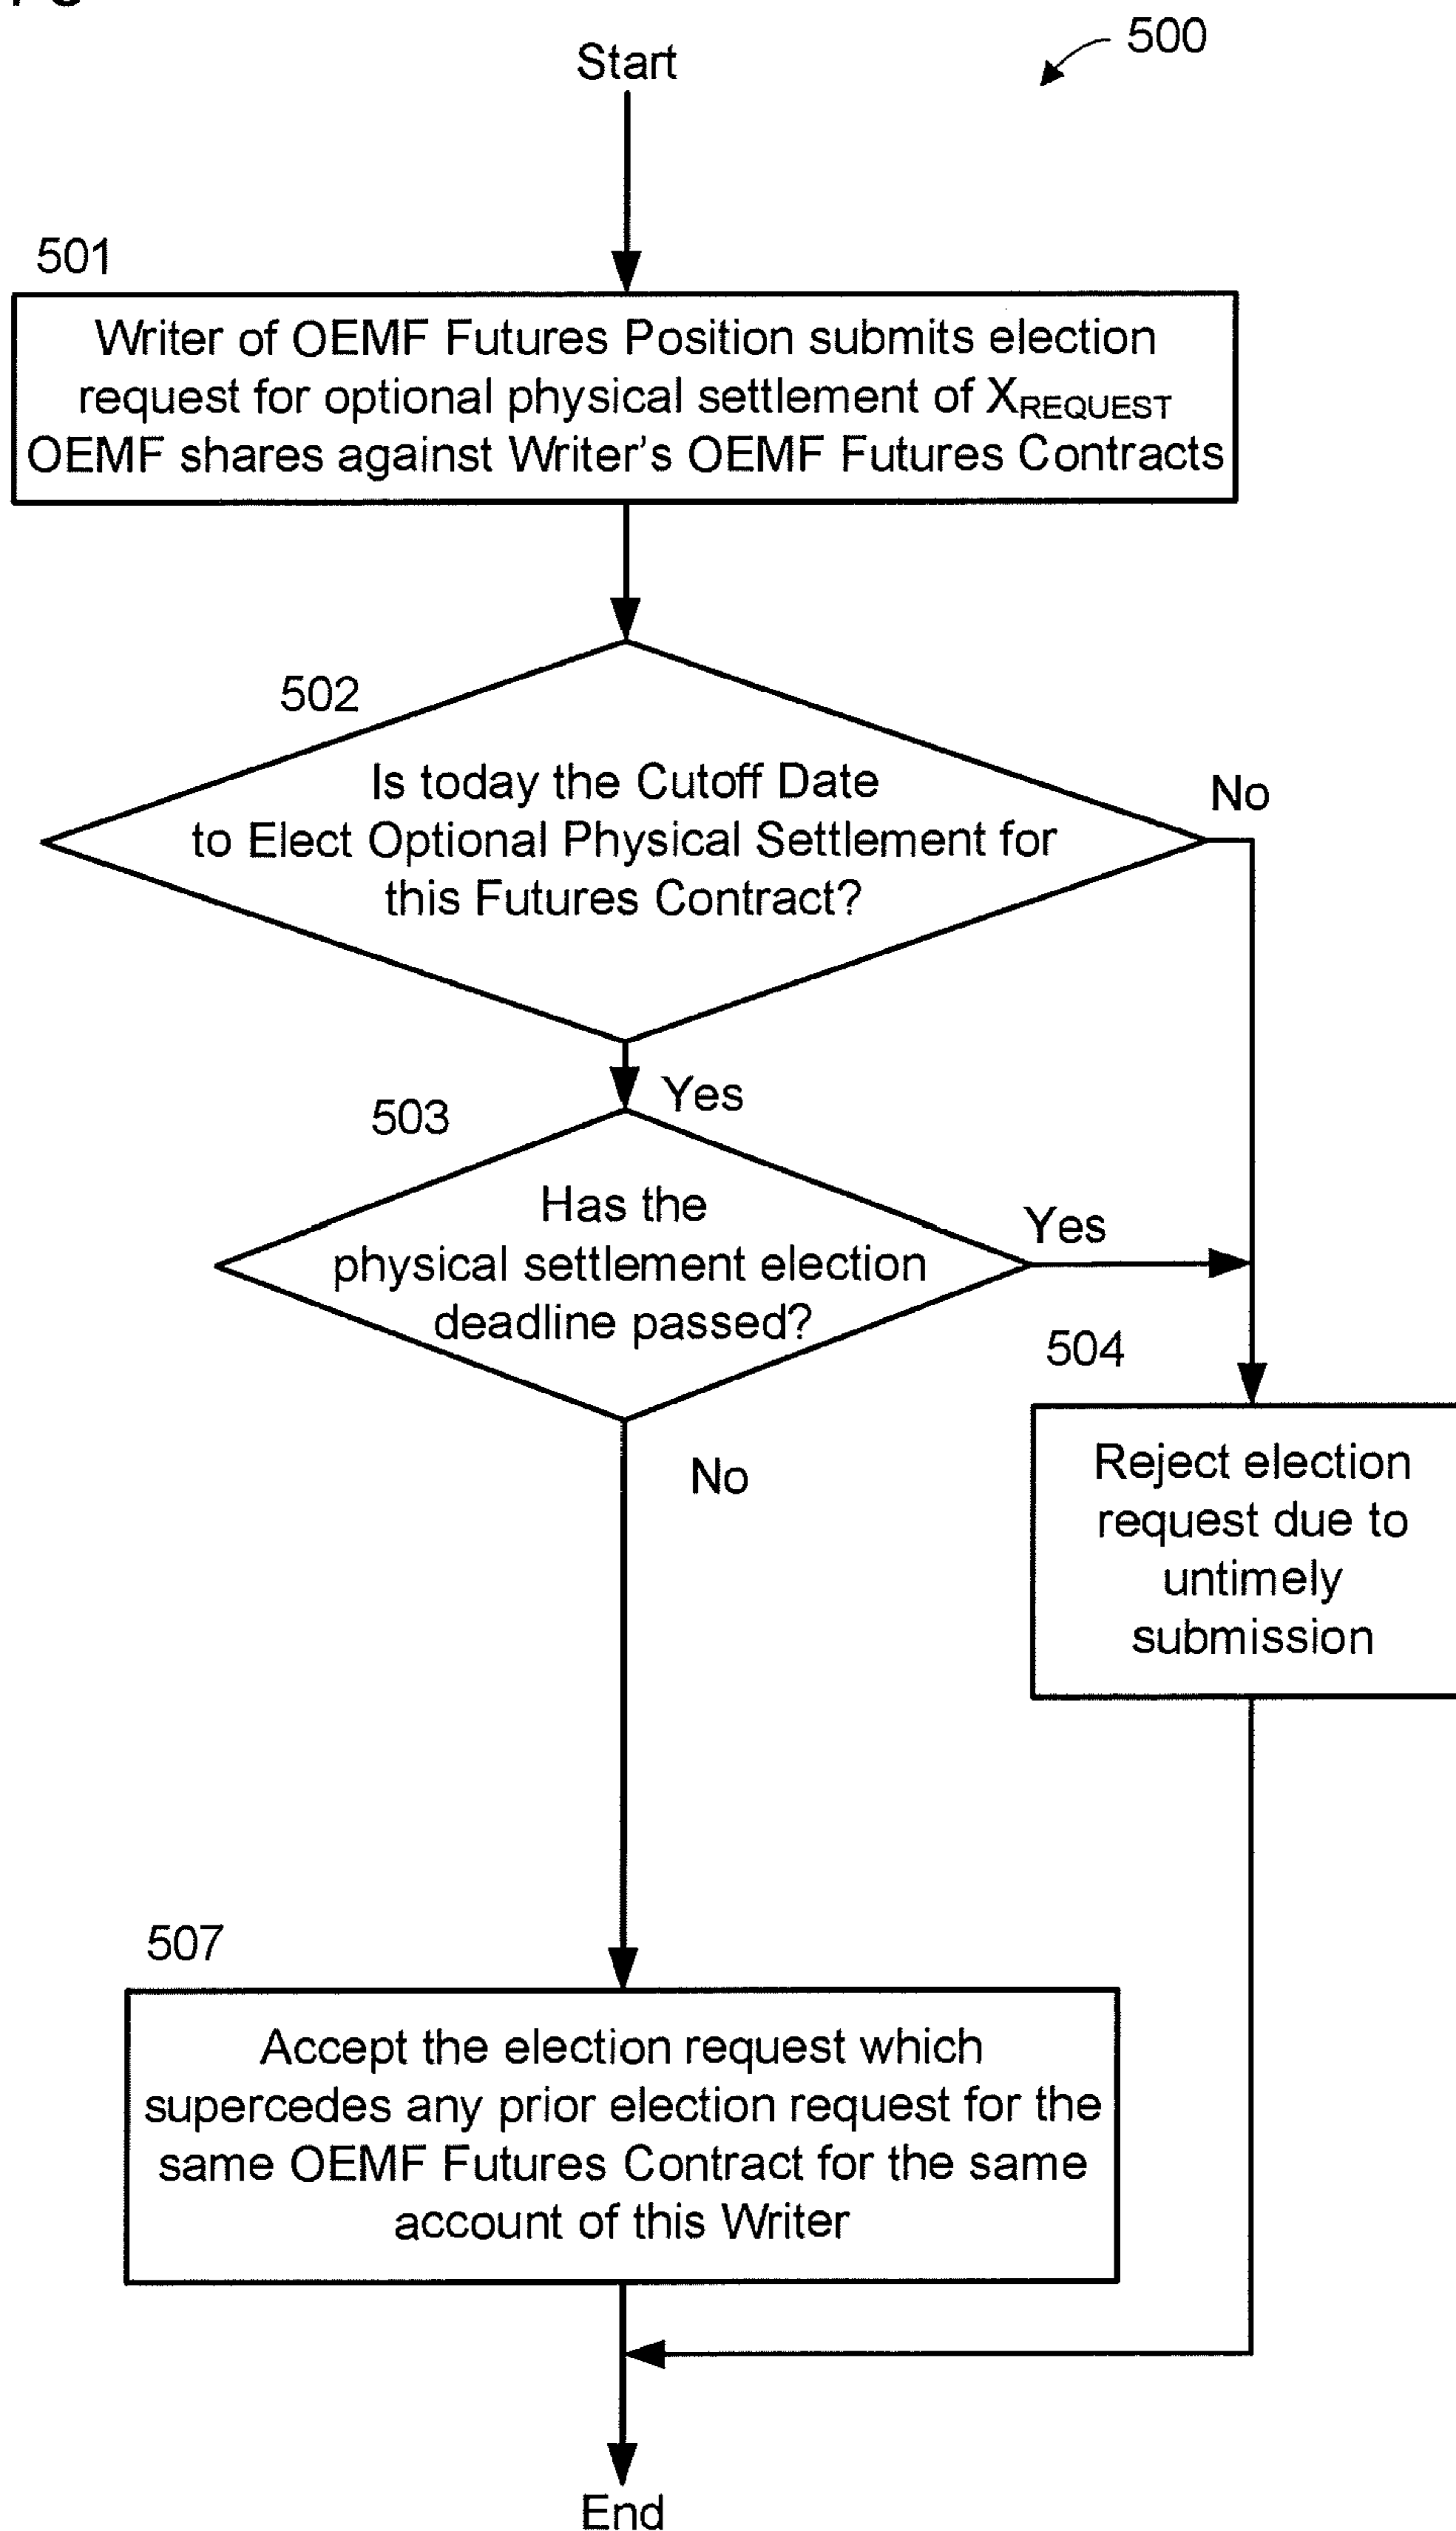 500
Start
501
Writer of OEMF Futures Position submits election
request for optional physical settlement of XREQUEST
OEMF shares against Writer's OEMF Futures Contracts
502
Is today the Cutoff Date
to Elect Optional Physical Settlement for
this Futures Contract?
No
Yes
503
Has the
physical settlement election
deadline passed?
Yes
No
504
Reject election
request due to
untimely
submission
507
Accept the election request which
supercedes any prior election request for the
same OEMF Futures Contract for the same
account of this Writer
End